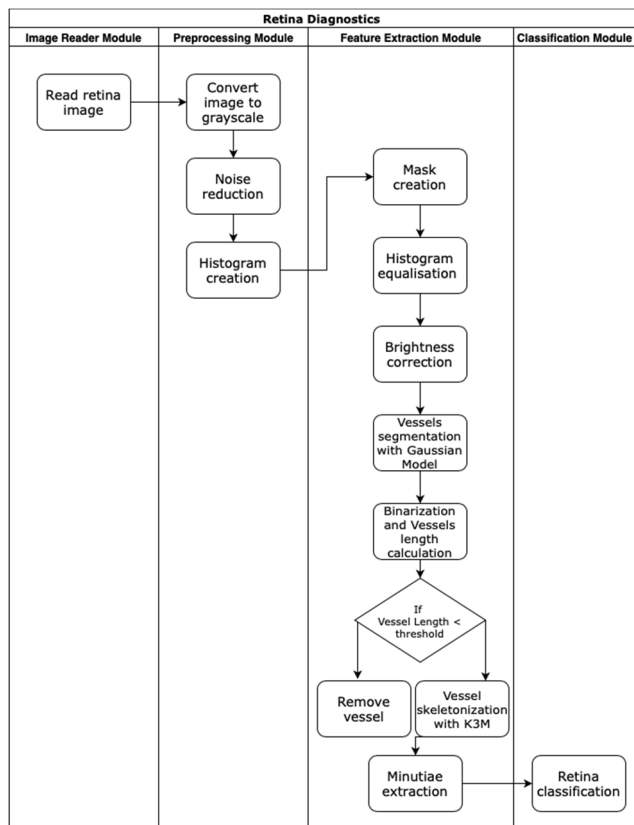 Retina Diagnostics
Image Reader Module
Preprocessing Module
Feature Extraction Module
Classification Module
Read retina
image
Convert
image to
grayscale
Noise
reduction
Histogram
creation
Mask
creation
Histogram
equalisation
Brightness
correction
Vessels
segmentation
with Gaussian
Model
Binarization
and Vessels
length
calculation
If
Vessel Length <
threshold
Remove
vessel
Vessel
skeletonization
with K3M
Minutiae
extraction
Retina
classification